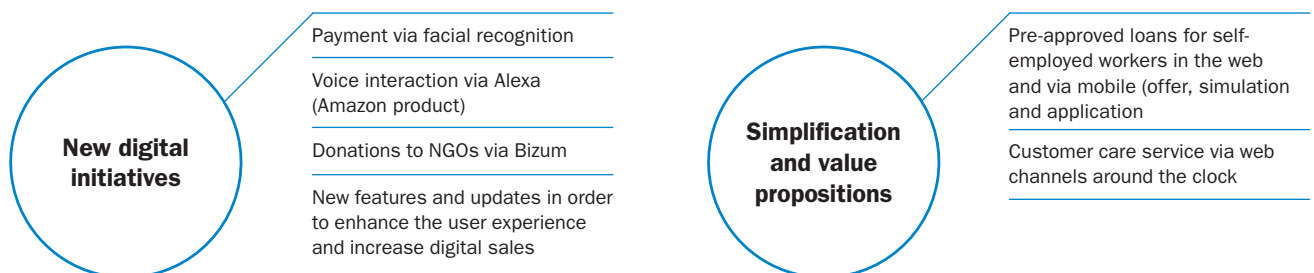 New digital
initiatives
Payment via facial recognition
Voice interaction via Alexa
(Amazon product)
Donations to NGOs via Bizum
New features and updates in order
to enhance the user experience
and increase digital sales
Simplification
and value
propositions
Pre-approved loans for self-
employed workers in the web
and via mobile (offer, simulation
and application
Customer care service via web
channels around the clock